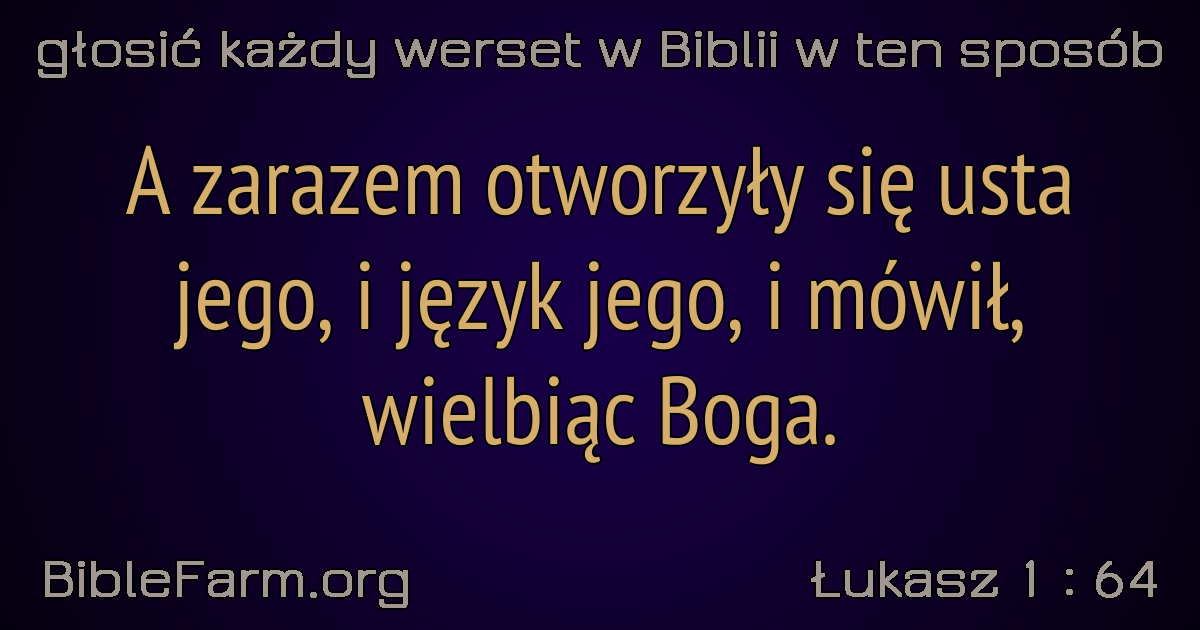 głosić każdy werset w Biblii w ten sposób
A zarazem otworzyły się usta
jego, i język jego, i mówił,
wielbiąc Boga.
BibleFarm.org
Łukasz 1 : 64